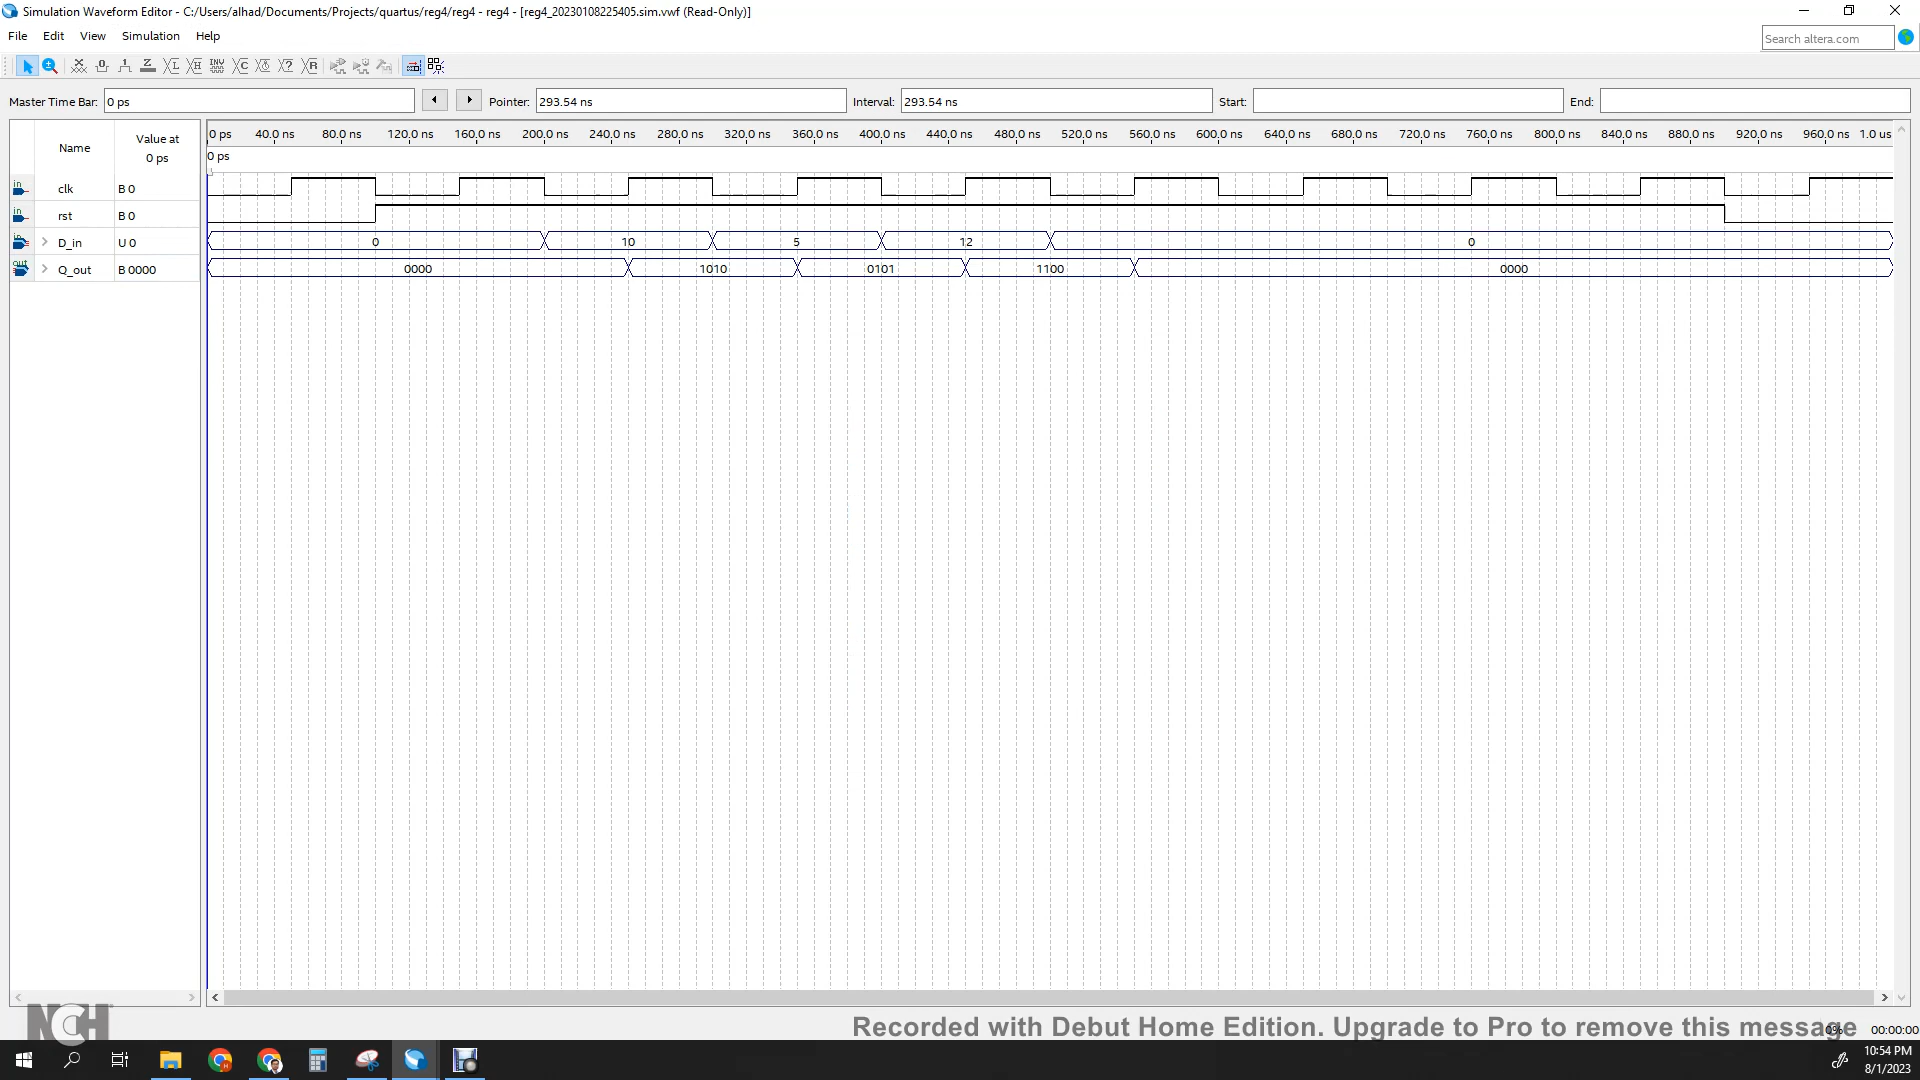 Simulation Waveform Editor - C:/Users/alhad/Documents/Projects/quartus/reg4/reg4 - reg4 - [reg4_20230108225405.sim.vwf (Read-Only)]
File Edit View Simulation Help
Search altera.com
Master Time Bar: 0 ps Pointer: 293.54 ns Interval: 293.54 ns Start: End:
Name Value at 0 ps
0 ps 40.0 ns 80.0 ns 120.0 ns 160.0 ns 200.0 ns 240.0 ns 280.0 ns 320.0 ns 360.0 ns 400.0 ns 440.0 ns 480.0 ns 520.0 ns 560.0 ns 600.0 ns 640.0 ns 680.0 ns 720.0 ns 760.0 ns 800.0 ns 840.0 ns 880.0 ns 920.0 ns 960.0 ns 1.0 us
0 ps
in clk B 0
in rst B 0
in D_in U 0 0 10 5 12 0
out Q_out B 0000 0000 1010 0101 1100 0000
NCH
Recorded with Debut Home Edition. Upgrade to Pro to remove this message
0% 00:00:00
10:54 PM
8/1/2023